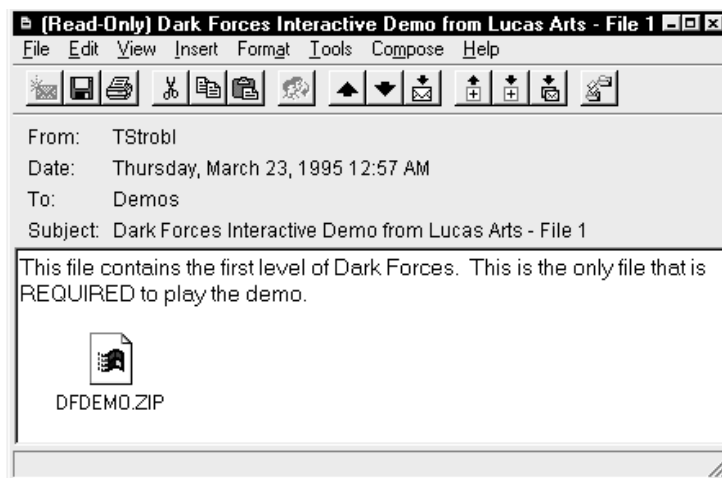 (Read-Only) Dark Forces Interactive Demo from Lucas Arts - File 1
File Edit View Insert Format Tools Compose Help
From: TStrobl
Date: Thursday, March 23, 1995 12:57 AM
To: Demos
Subject: Dark Forces Interactive Demo from Lucas Arts - File 1
This file contains the first level of Dark Forces.  This is the only file that is
REQUIRED to play the demo.
DFDEMO.ZIP